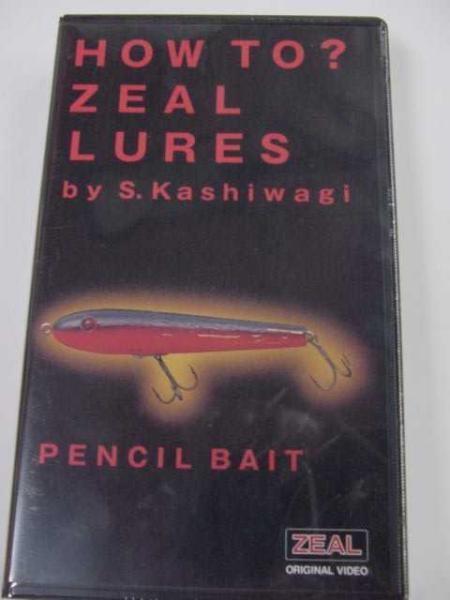 HOW TO?
ZEAL
LURES
by S.Kashiwagi
PENCIL BAIT
ZEAL
ORIGINAL VIDEO